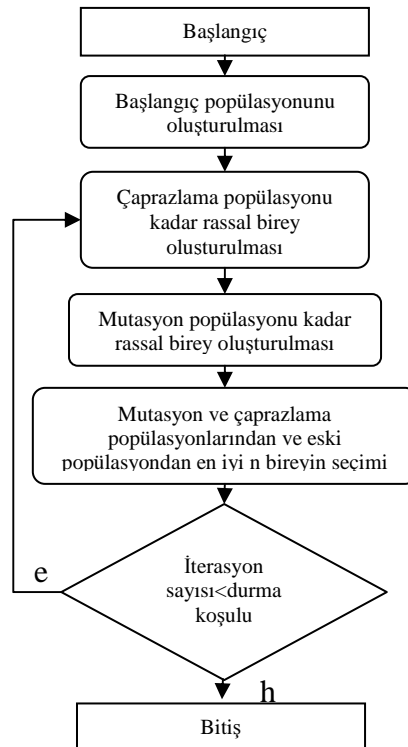 Başlangıç
Başlangıç popülasyonunu
oluşturulması
Çaprazlama popülasyonu
kadar rassal birey
olusturulması
Mutasyon popülasyonu kadar
rassal birey oluşturulması
Mutasyon ve çaprazlama
popülasyonlarından ve eski
popülasyondan en iyi n bireyin seçimi
e
İterasyon
sayısı<durma
koşulu
h
Bitiş